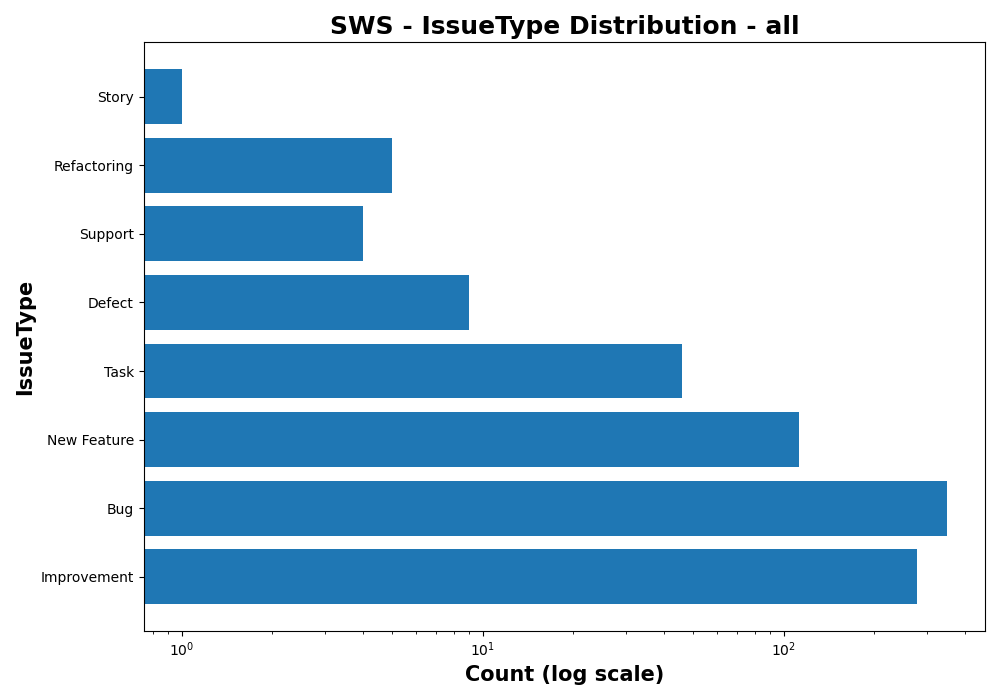 SWS - IssueType Distribution - all
Story
Refactoring
Support
Defect
Task
New Feature
Bug
Improvement
IssueType
10⁰ 10¹ 10²
Count (log scale)